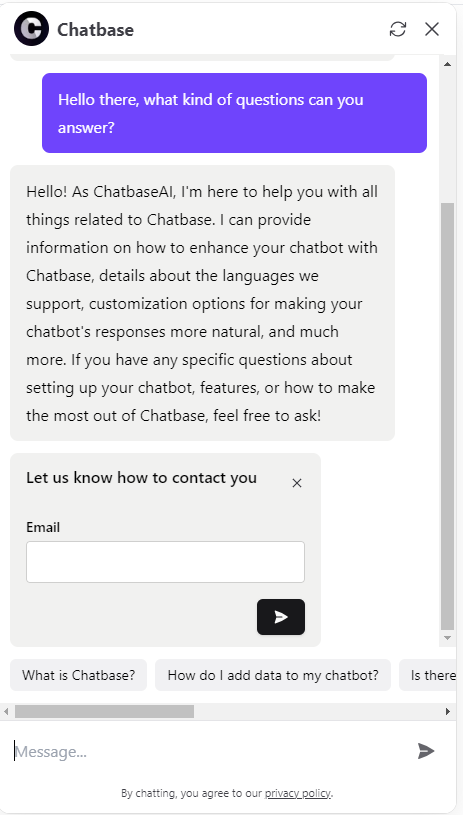 Chatbase
Hello there, what kind of questions can you
answer?
Hello! As ChatbaseAI, I'm here to help you with all
things related to Chatbase. I can provide
information on how to enhance your chatbot with
Chatbase, details about the languages we
support, customization options for making your
chatbot's responses more natural, and much
more. If you have any specific questions about
setting up your chatbot, features, or how to make
the most out of Chatbase, feel free to ask!
Let us know how to contact you
Email
What is Chatbase? How do I add data to my chatbot? Is there
Message...
By chatting, you agree to our privacy policy.